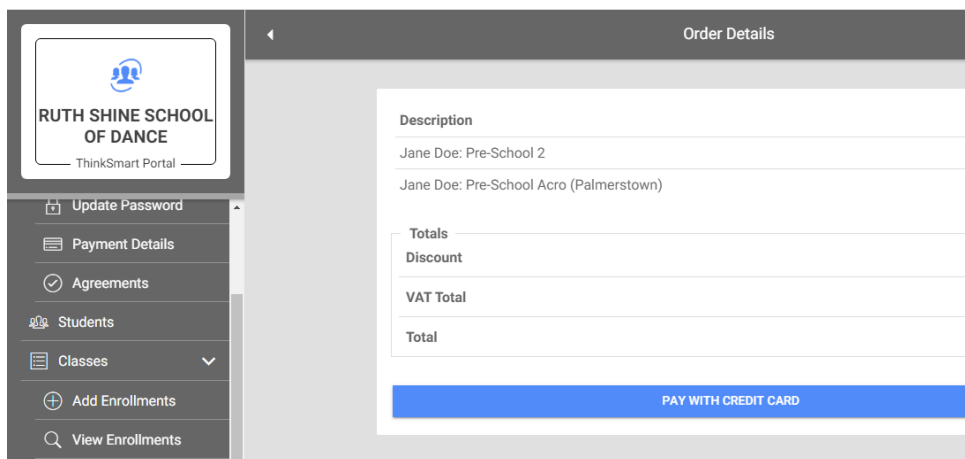 RUTH SHINE SCHOOL
OF DANCE
ThinkSmart Portal
Update Password
Payment Details
Agreements
Students
Classes
Add Enrollments
View Enrollments
Order Details
Description
Jane Doe: Pre-School 2
Jane Doe: Pre-School Acro (Palmerstown)
Totals
Discount
VAT Total
Total
PAY WITH CREDIT CARD